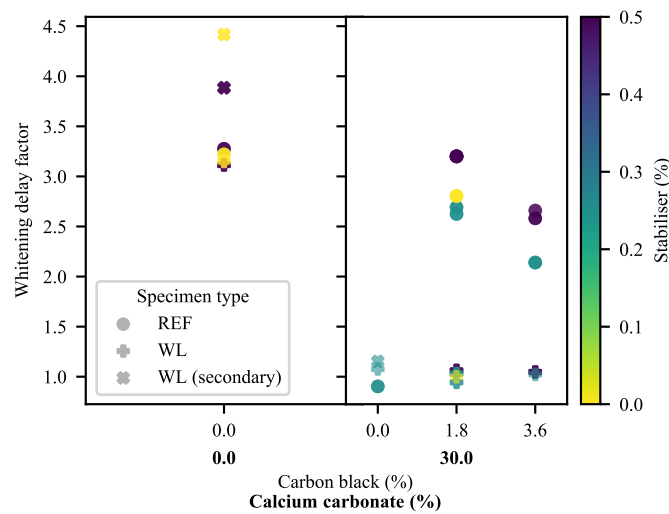 4.5
4.0
3.5
3.0
2.5
2.0
1.5
1.0
Whitening delay factor
Specimen type
REF
WL
WL (secondary)
0.0
0.0
0.0
1.8
3.6
30.0
Carbon black (%)
Calcium carbonate (%)
0.5
0.4
0.3
0.2
0.1
0.0
Stabiliser (%)